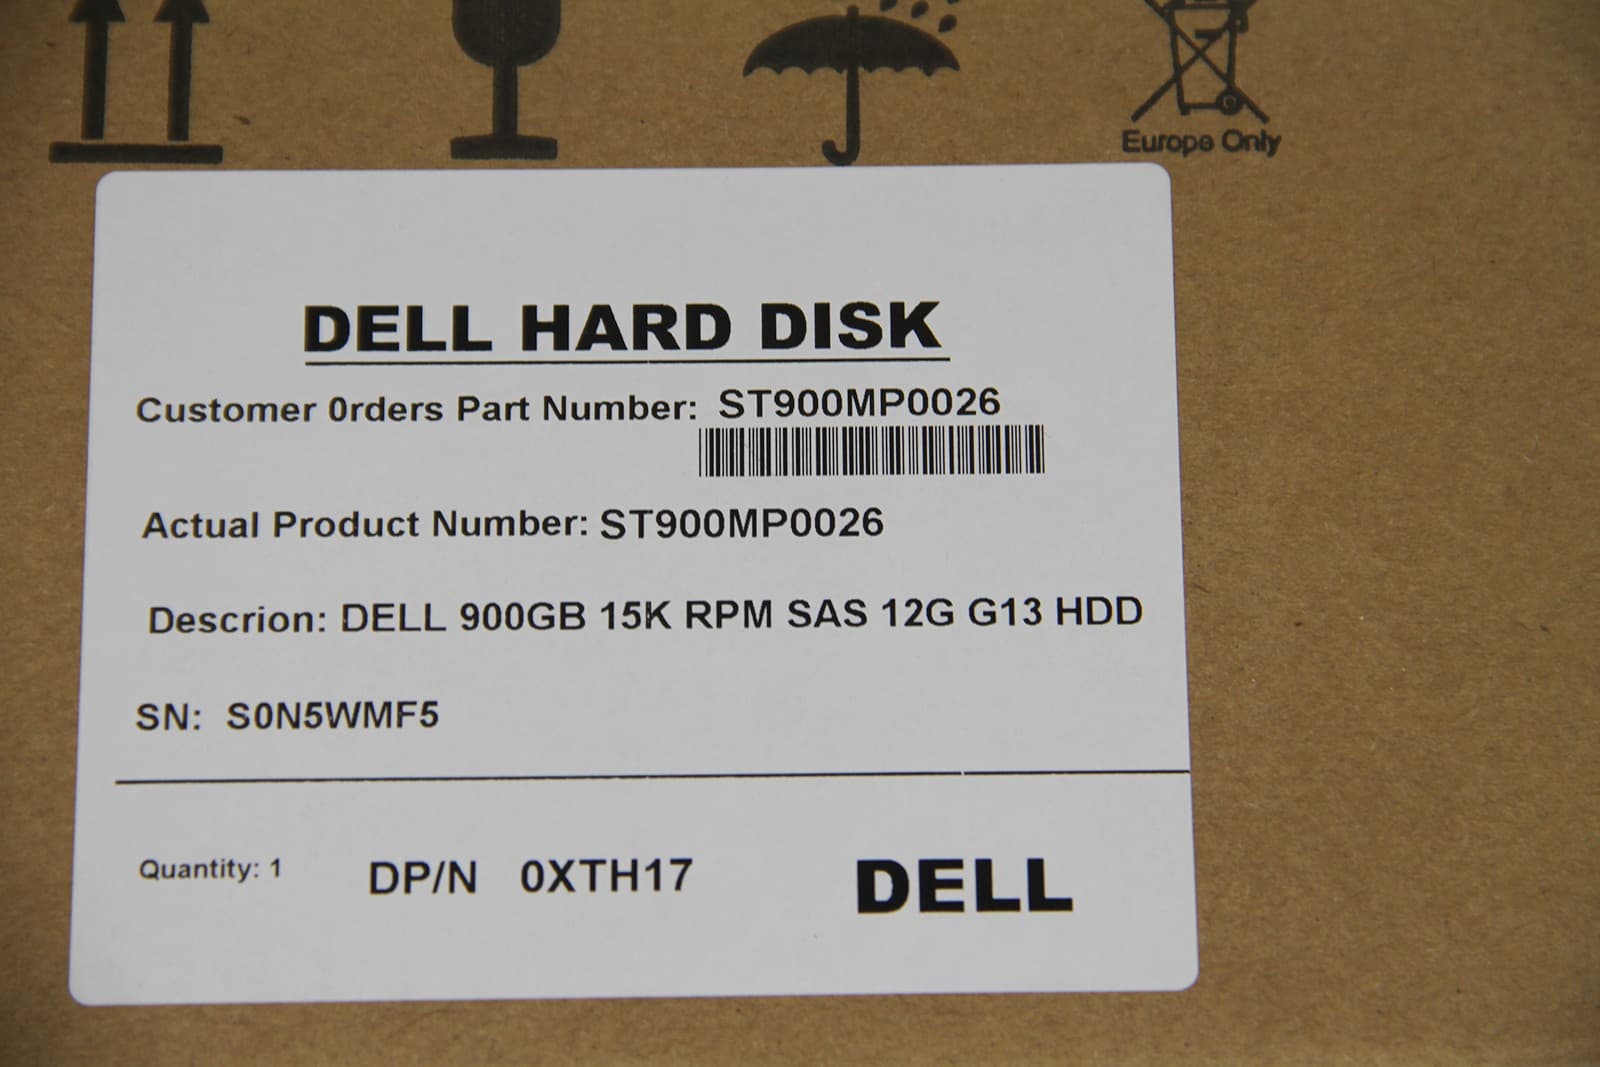 Europe Only
DELL HARD DISK
Customer 0rders Part Number: ST900MP0026
Actual Product Number: ST900MP0026
Descrion: DELL 900GB 15K RPM SAS 12G G13 HDD
SN: S0N5WMF5
Quantity: 1 DP/N 0XTH17 DELL